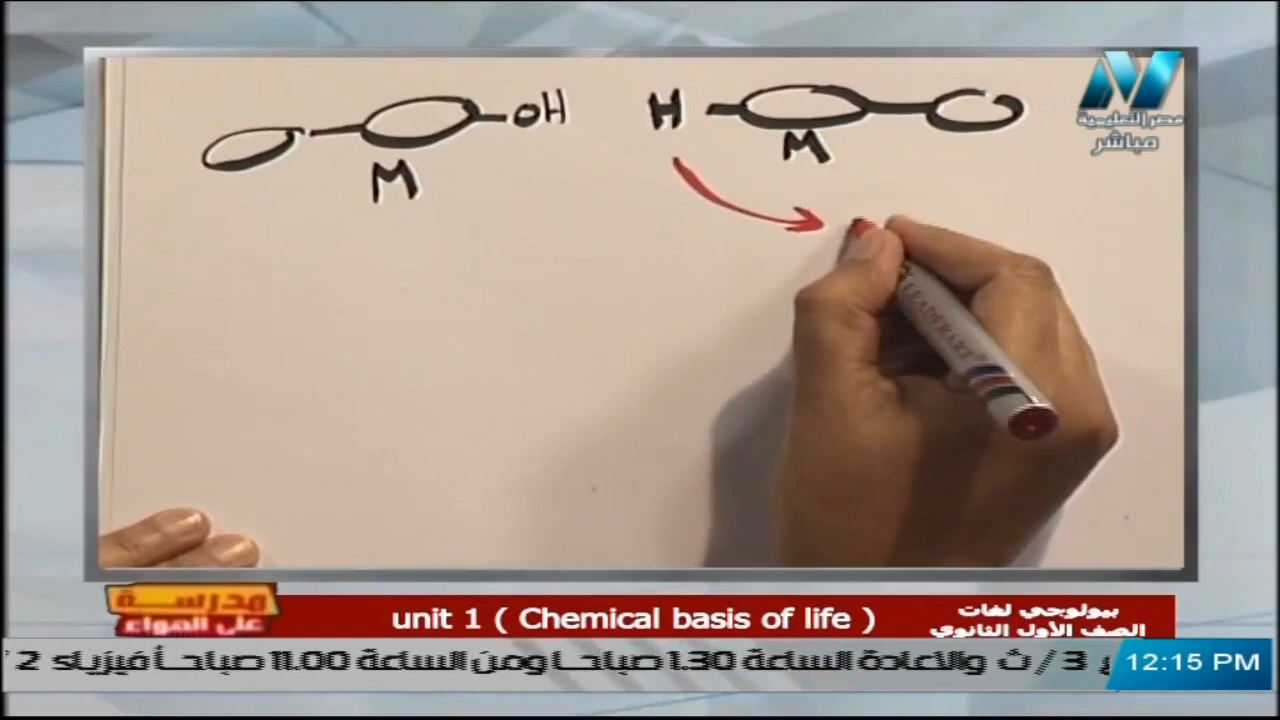 OH H
M M
مصر التعليمية
مباشر
LEADERART
مدرسة
على الهواء
unit 1 ( Chemical basis of life )
بيولوجي لغات
الصف الأول الثانوي
3 / ث والاعادة الساعة 1.30 صباحا ومن الساعة 11.00 صباحاً فيزياء 2
12:15 PM